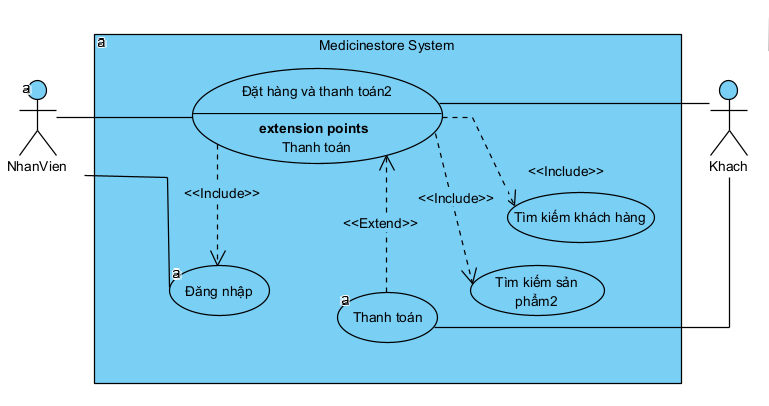 a
Medicinestore System
a
NhanVien
Khach
Đặt hàng và thanh toán2
extension points
Thanh toán
<<Include>>
<<Include>>
<<Include>>
<<Extend>>
Tìm kiếm khách hàng
a
Đăng nhập
Tìm kiếm sản
phẩm2
a
Thanh toán